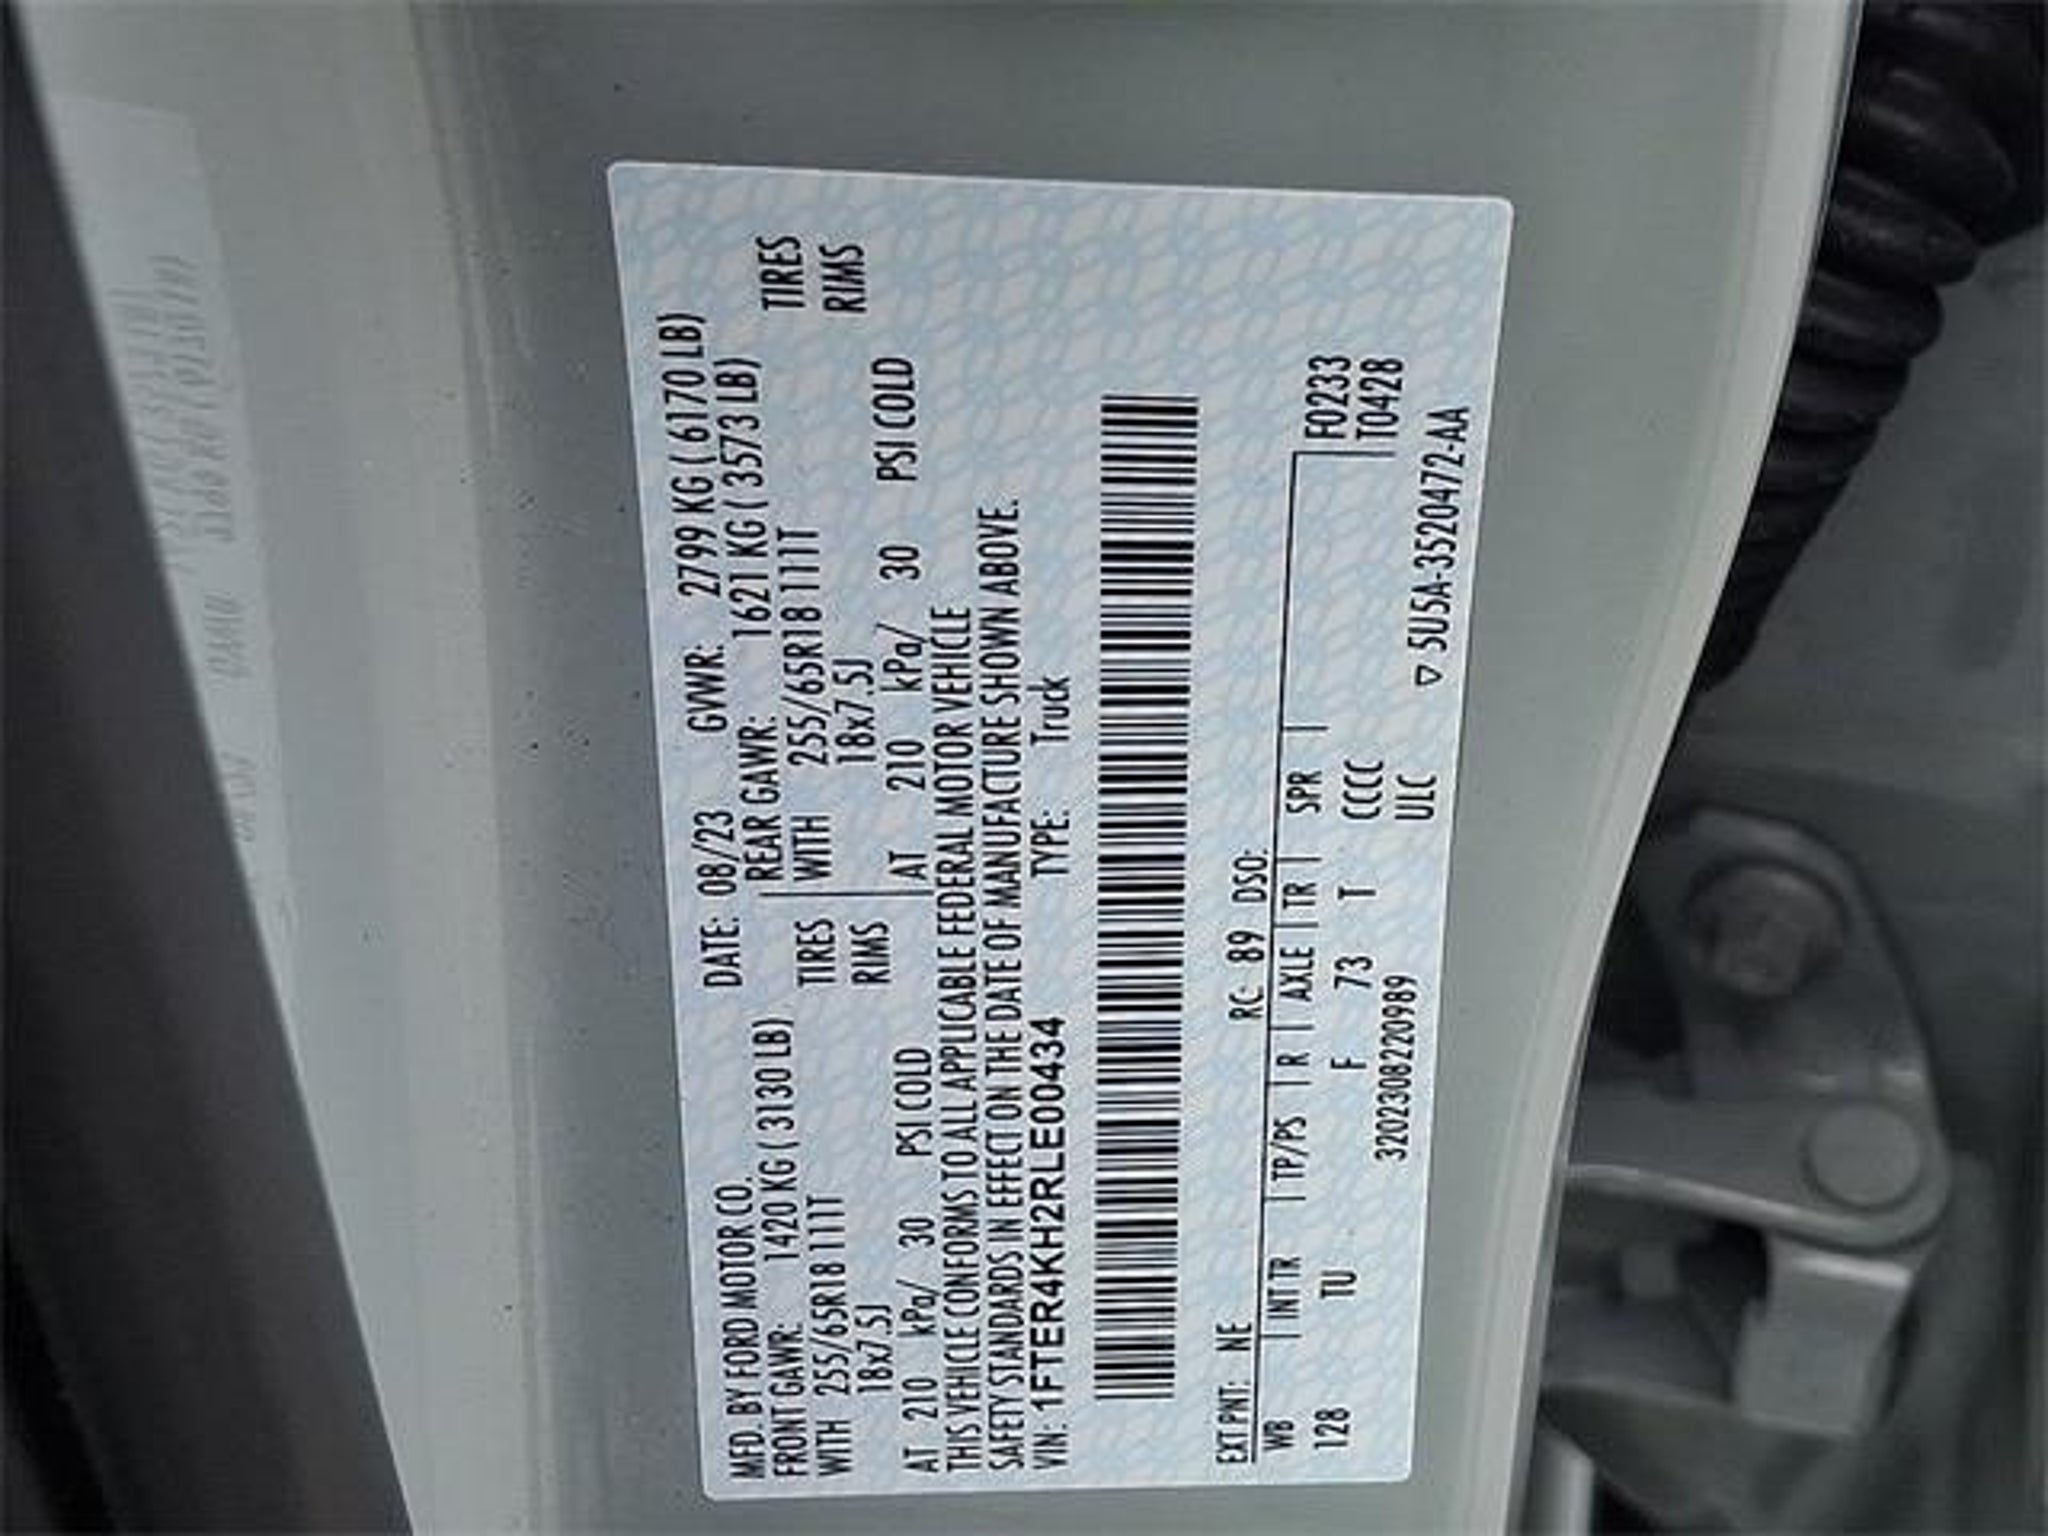 MFD. BY FORD MOTOR CO. DATE: 08/23 GVWR: 2799 KG ( 6170 LB)
FRONT GAWR: 1420 KG ( 3130 LB) REAR GAWR: 1621 KG ( 3573 LB)
WITH 255/65R18 111T TIRES WITH 255/65R18 111T TIRES
18x7.5J RIMS 18x7.5J RIMS
AT 210 kPa/ 30 PSI COLD AT 210 kPa/ 30 PSI COLD
THIS VEHICLE CONFORMS TO ALL APPLICABLE FEDERAL MOTOR VEHICLE
SAFETY STANDARDS IN EFFECT ON THE DATE OF MANUFACTURE SHOWN ABOVE.
VIN: 1FTER4KH2RLE00434 TYPE: Truck
EXT PNT: NE RC: 89 DSO:
WB INT TR TP/PS R AXLE TR SPR F0233
128 TU F 73 T CCCC T0428
320230822098​9 ULC
▽ 5U5A-3520472-AA